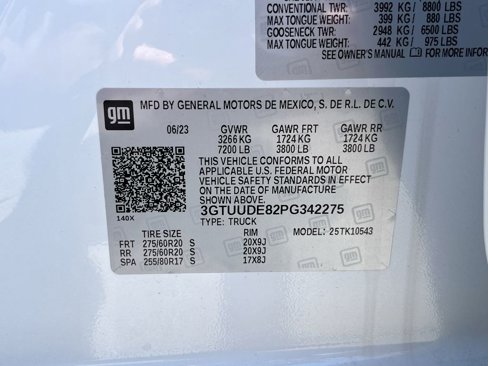 CONVENTIONAL TWR: 3992 KG / 8800 LBS
MAX TONGUE WEIGHT: 399 KG / 880 LBS
GOOSENECK TWR: 2948 KG / 6500 LBS
MAX TONGUE WEIGHT: 442 KG / 975 LBS
SEE OWNER'S MANUAL FOR MORE INFOR
gm
MFD BY GENERAL MOTORS DE MEXICO, S. DE R.L. DE C.V.
06/23 GVWR GAWR FRT GAWR RR
3266 KG 1724 KG 1724 KG
7200 LB 3800 LB 3800 LB
THIS VEHICLE CONFORMS TO ALL
APPLICABLE U.S. FEDERAL MOTOR
VEHICLE SAFETY STANDARDS IN EFFECT
ON THE DATE OF MANUFACTURE
SHOWN ABOVE.
3GTUUDE82PG342275
140X TYPE: TRUCK
TIRE SIZE RIM MODEL: 25TK10543
FRT 275/60R20 S 20X9J
RR 275/60R20 S 20X9J
SPA 255/80R17 S 17X8J